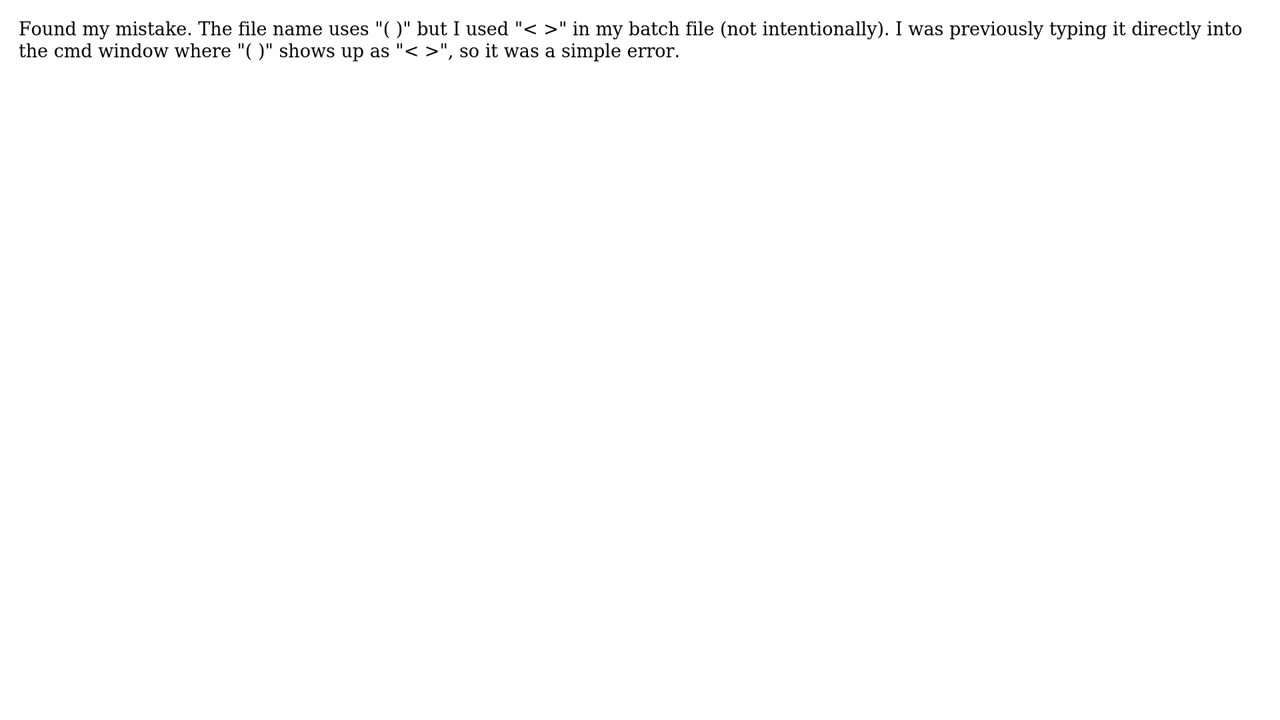 Found my mistake. The file name uses "( )" but I used "< >" in my batch file (not intentionally). I was previously typing it directly into
the cmd window where "( )" shows up as "< >", so it was a simple error.